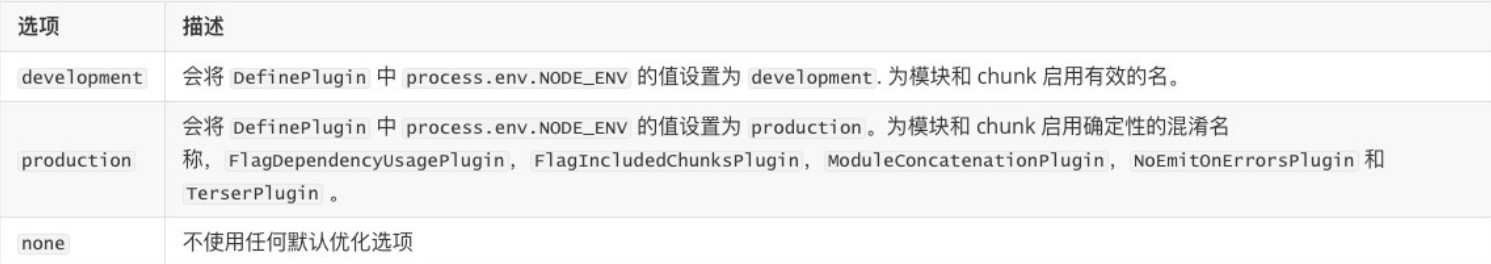 选项 描述
development 会将 DefinePlugin 中 process.env.NODE_ENV 的值设置为 development. 为模块和 chunk 启用有效的名。
会将 DefinePlugin 中 process.env.NODE_ENV 的值设置为 production。为模块和 chunk 启用确定性的混淆名
production 称，FlagDependencyUsagePlugin，FlagIncludedChunksPlugin，ModuleConcatenationPlugin，NoEmitOnErrorsPlugin 和
TerserPlugin 。
none 不使用任何默认优化选项